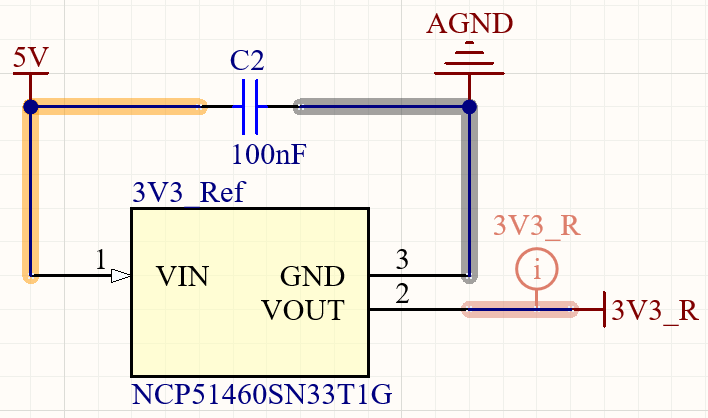 AGND
5V
C2
100nF
3V3_Ref
3V3_R
1
VIN
GND
3
i
VOUT
2
3V3_R
NCP51460SN33T1G